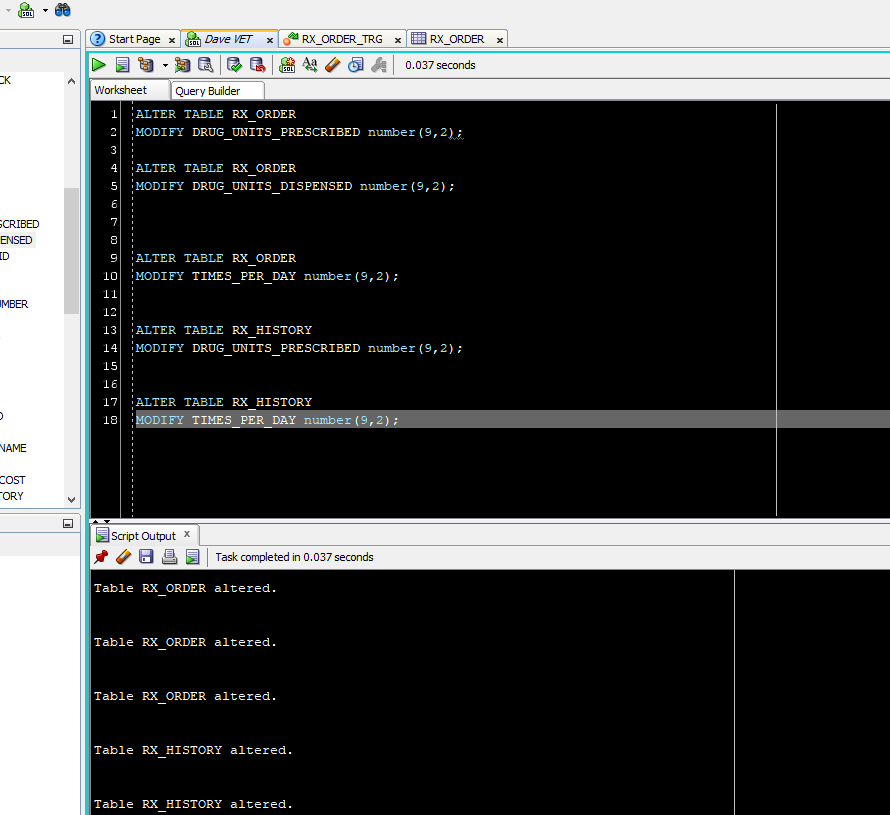 SQL
Start Page
Dave VET
RX_ORDER_TRG
RX_ORDER
0.037 seconds
Worksheet
Query Builder
CK
SCRIBED
ENSED
ID
UMBER
NAME
COST
TORY
1 ALTER TABLE RX_ORDER
2 MODIFY DRUG_UNITS_PRESCRIBED number(9,2);
3
4 ALTER TABLE RX_ORDER
5 MODIFY DRUG_UNITS_DISPENSED number(9,2);
6
7
8
9 ALTER TABLE RX_ORDER
10 MODIFY TIMES_PER_DAY number(9,2);
11
12
13 ALTER TABLE RX_HISTORY
14 MODIFY DRUG_UNITS_PRESCRIBED number(9,2);
15
16
17 ALTER TABLE RX_HISTORY
18 MODIFY TIMES_PER_DAY number(9,2);
Script Output
Task completed in 0.037 seconds
Table RX_ORDER altered.
Table RX_ORDER altered.
Table RX_ORDER altered.
Table RX_HISTORY altered.
Table RX_HISTORY altered.